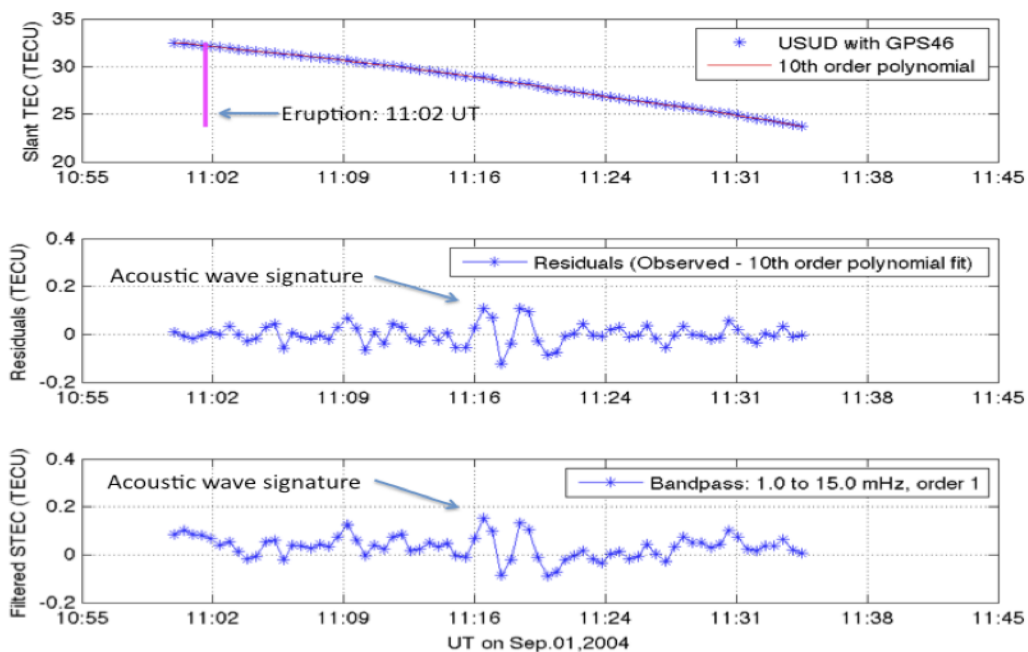 Slant TEC (TECU)
35
30
25
20
USUD with GPS46
10th order polynomial
Eruption: 11:02 UT
10:55 11:02 11:09 11:16 11:24 11:31 11:38 11:45
Residuals (TECU)
0.4
0.2
0
-0.2
Acoustic wave signature
Residuals (Observed - 10th order polynomial fit)
10:55 11:02 11:09 11:16 11:24 11:31 11:38 11:45
Filtered STEC (TECU)
0.4
0.2
0
-0.2
Acoustic wave signature
Bandpass: 1.0 to 15.0 mHz, order 1
10:55 11:02 11:09 11:16 11:24 11:31 11:38 11:45
UT on Sep.01,2004